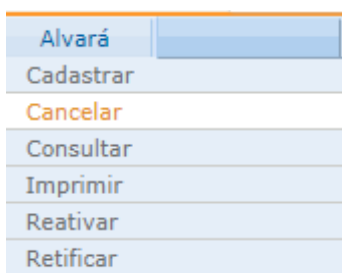 Alvará
Cadastrar
Cancelar
Consultar
Imprimir
Reativar
Retificar